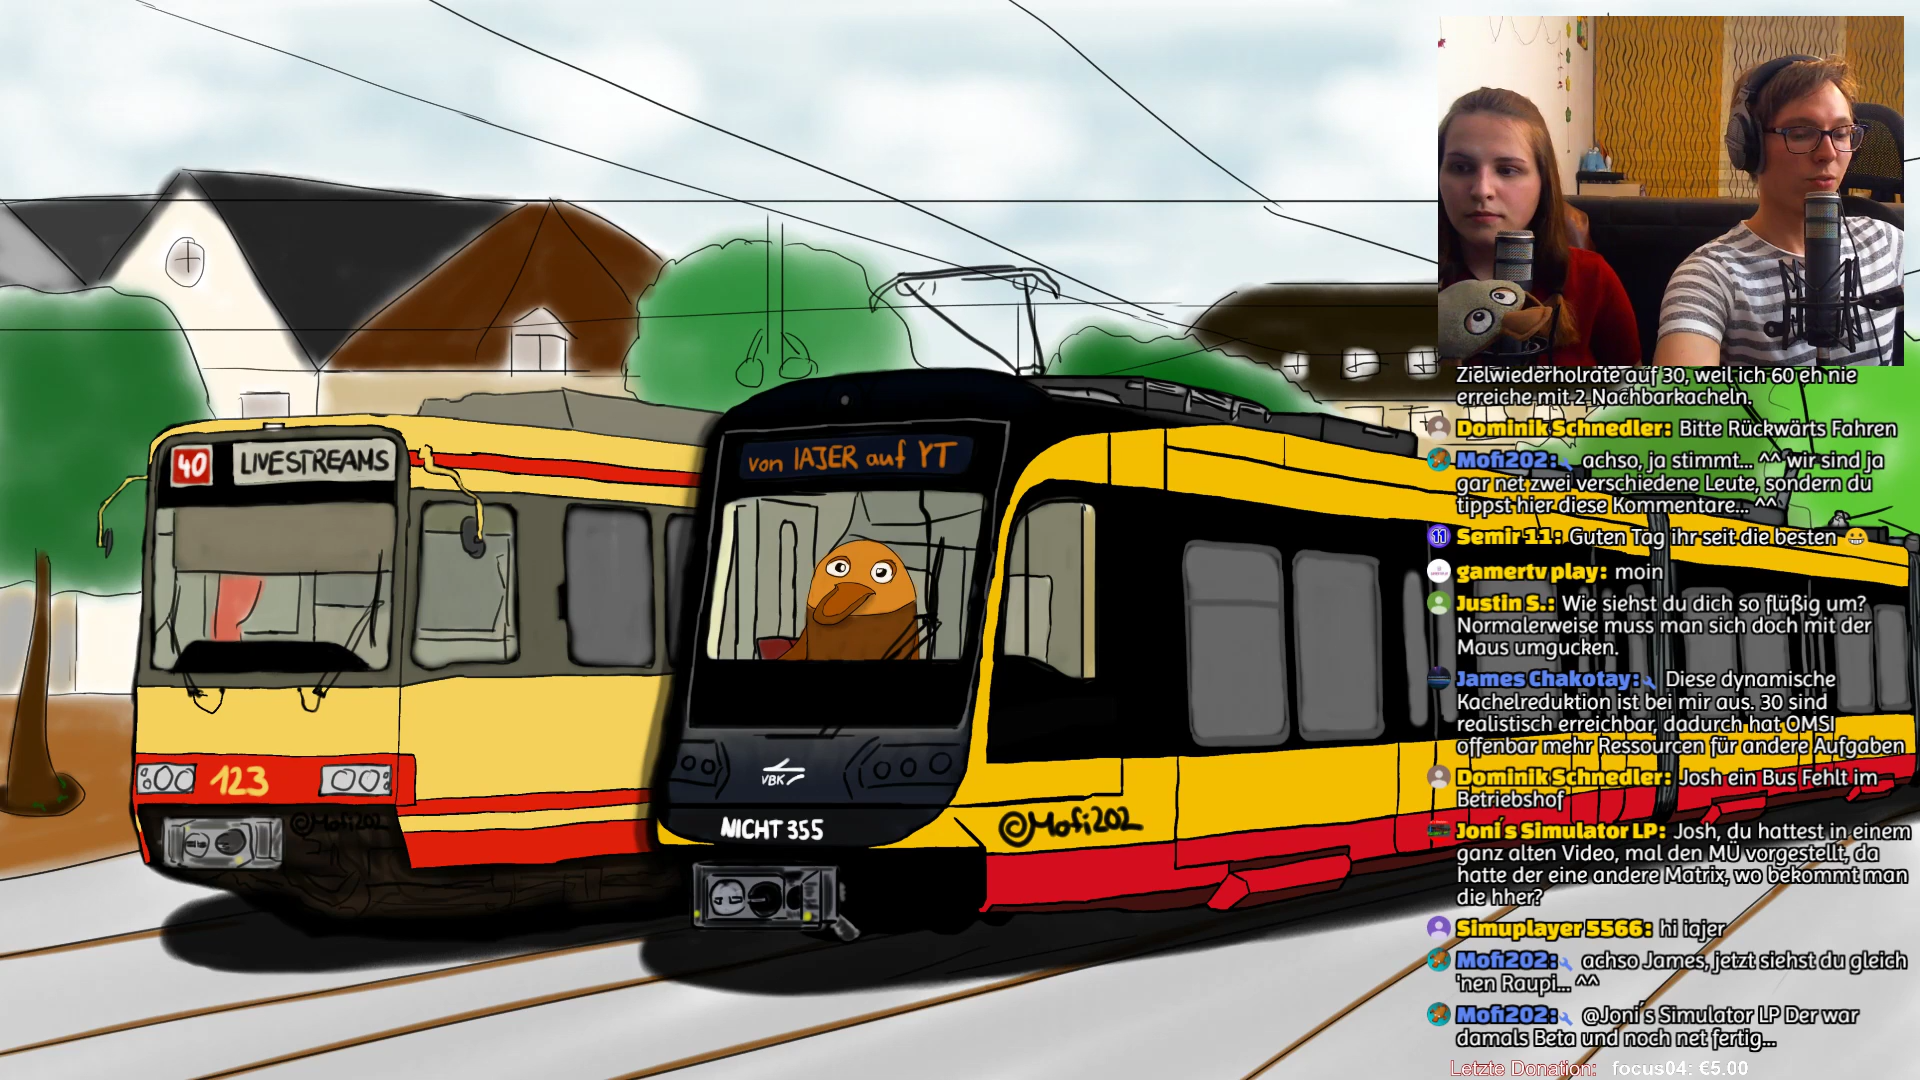 40
LIVESTREAMS
von IAJER auf YT
123
@Mofi202
VBK
NICHT 355
@Mofi202
Zielwiederholrate auf 30, weil ich 60 eh nie
erreiche mit 2 Nachbarkacheln.
Dominik Schnedler: Bitte Rückwärts Fahren
Mofi202: achso, ja stimmt... ^^ wir sind ja
gar net zwei verschiedene Leute, sondern du
tippst hier diese Kommentare... ^^
11
Semir 11: Guten Tag ihr seit die besten 😀
gamertv play: moin
Justin S.: Wie siehst du dich so flüßig um?
Normalerweise muss man sich doch mit der
Maus umgucken.
James Chakotay: Diese dynamische
Kachelreduktion ist bei mir aus. 30 sind
realistisch erreichbar, dadurch hat OMSI
offenbar mehr Ressourcen für andere Aufgaben
Dominik Schnedler: Josh ein Bus Fehlt im
Betriebshof
Joni´s Simulator LP: Josh, du hattest in einem
ganz alten Video, mal den MÜ vorgestellt, da
hatte der eine andere Matrix, wo bekommt man
die hher?
Simuplayer 5566: hi iajer
Mofi202: achso James, jetzt siehst du gleich
'nen Raupi... ^^
Mofi202: @Joni´s Simulator LP Der war
damals Beta und noch net fertig...
Letzte Donation: focus04: €5.00